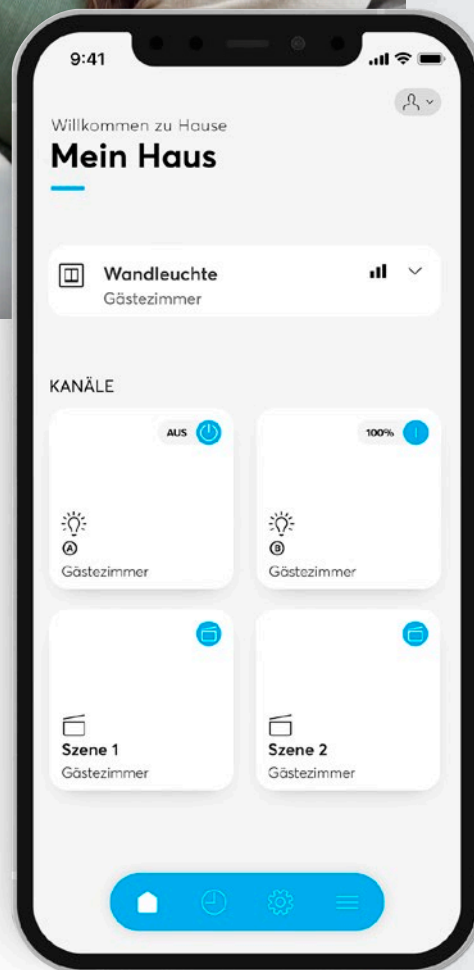 9:41
Willkommen zu Hause
Mein Haus
Wandleuchte
Gästezimmer
KANÄLE
AUS
100%
A
B
Gästezimmer
Gästezimmer
Szene 1
Szene 2
Gästezimmer
Gästezimmer